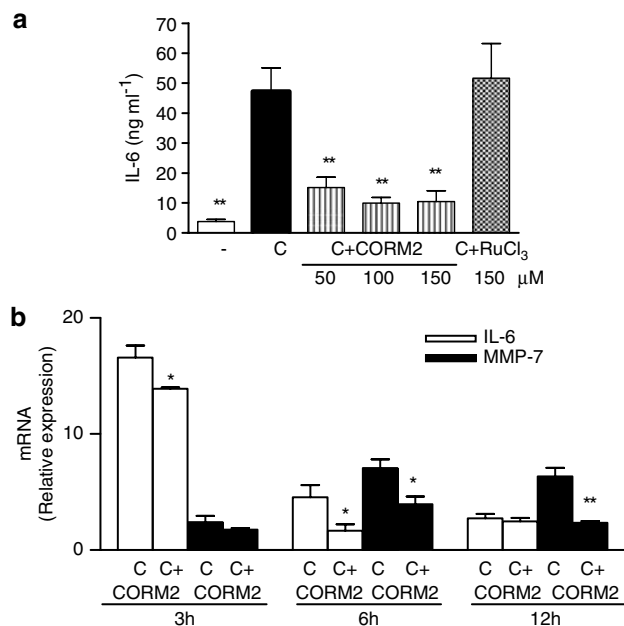 a
70
60
50
40
30
20
10
0
IL-6 (ng ml⁻¹)
**
**
**
**
- C C+CORM2 C+RuCl₃
50 100 150 150 μM
b
20
10
0
mRNA
(Relative expression)
IL-6
MMP-7
*
*
*
**
C C+ C C+ C C+ C C+ C C+ C C+
CORM2 CORM2 CORM2 CORM2 CORM2 CORM2
3h 6h 12h